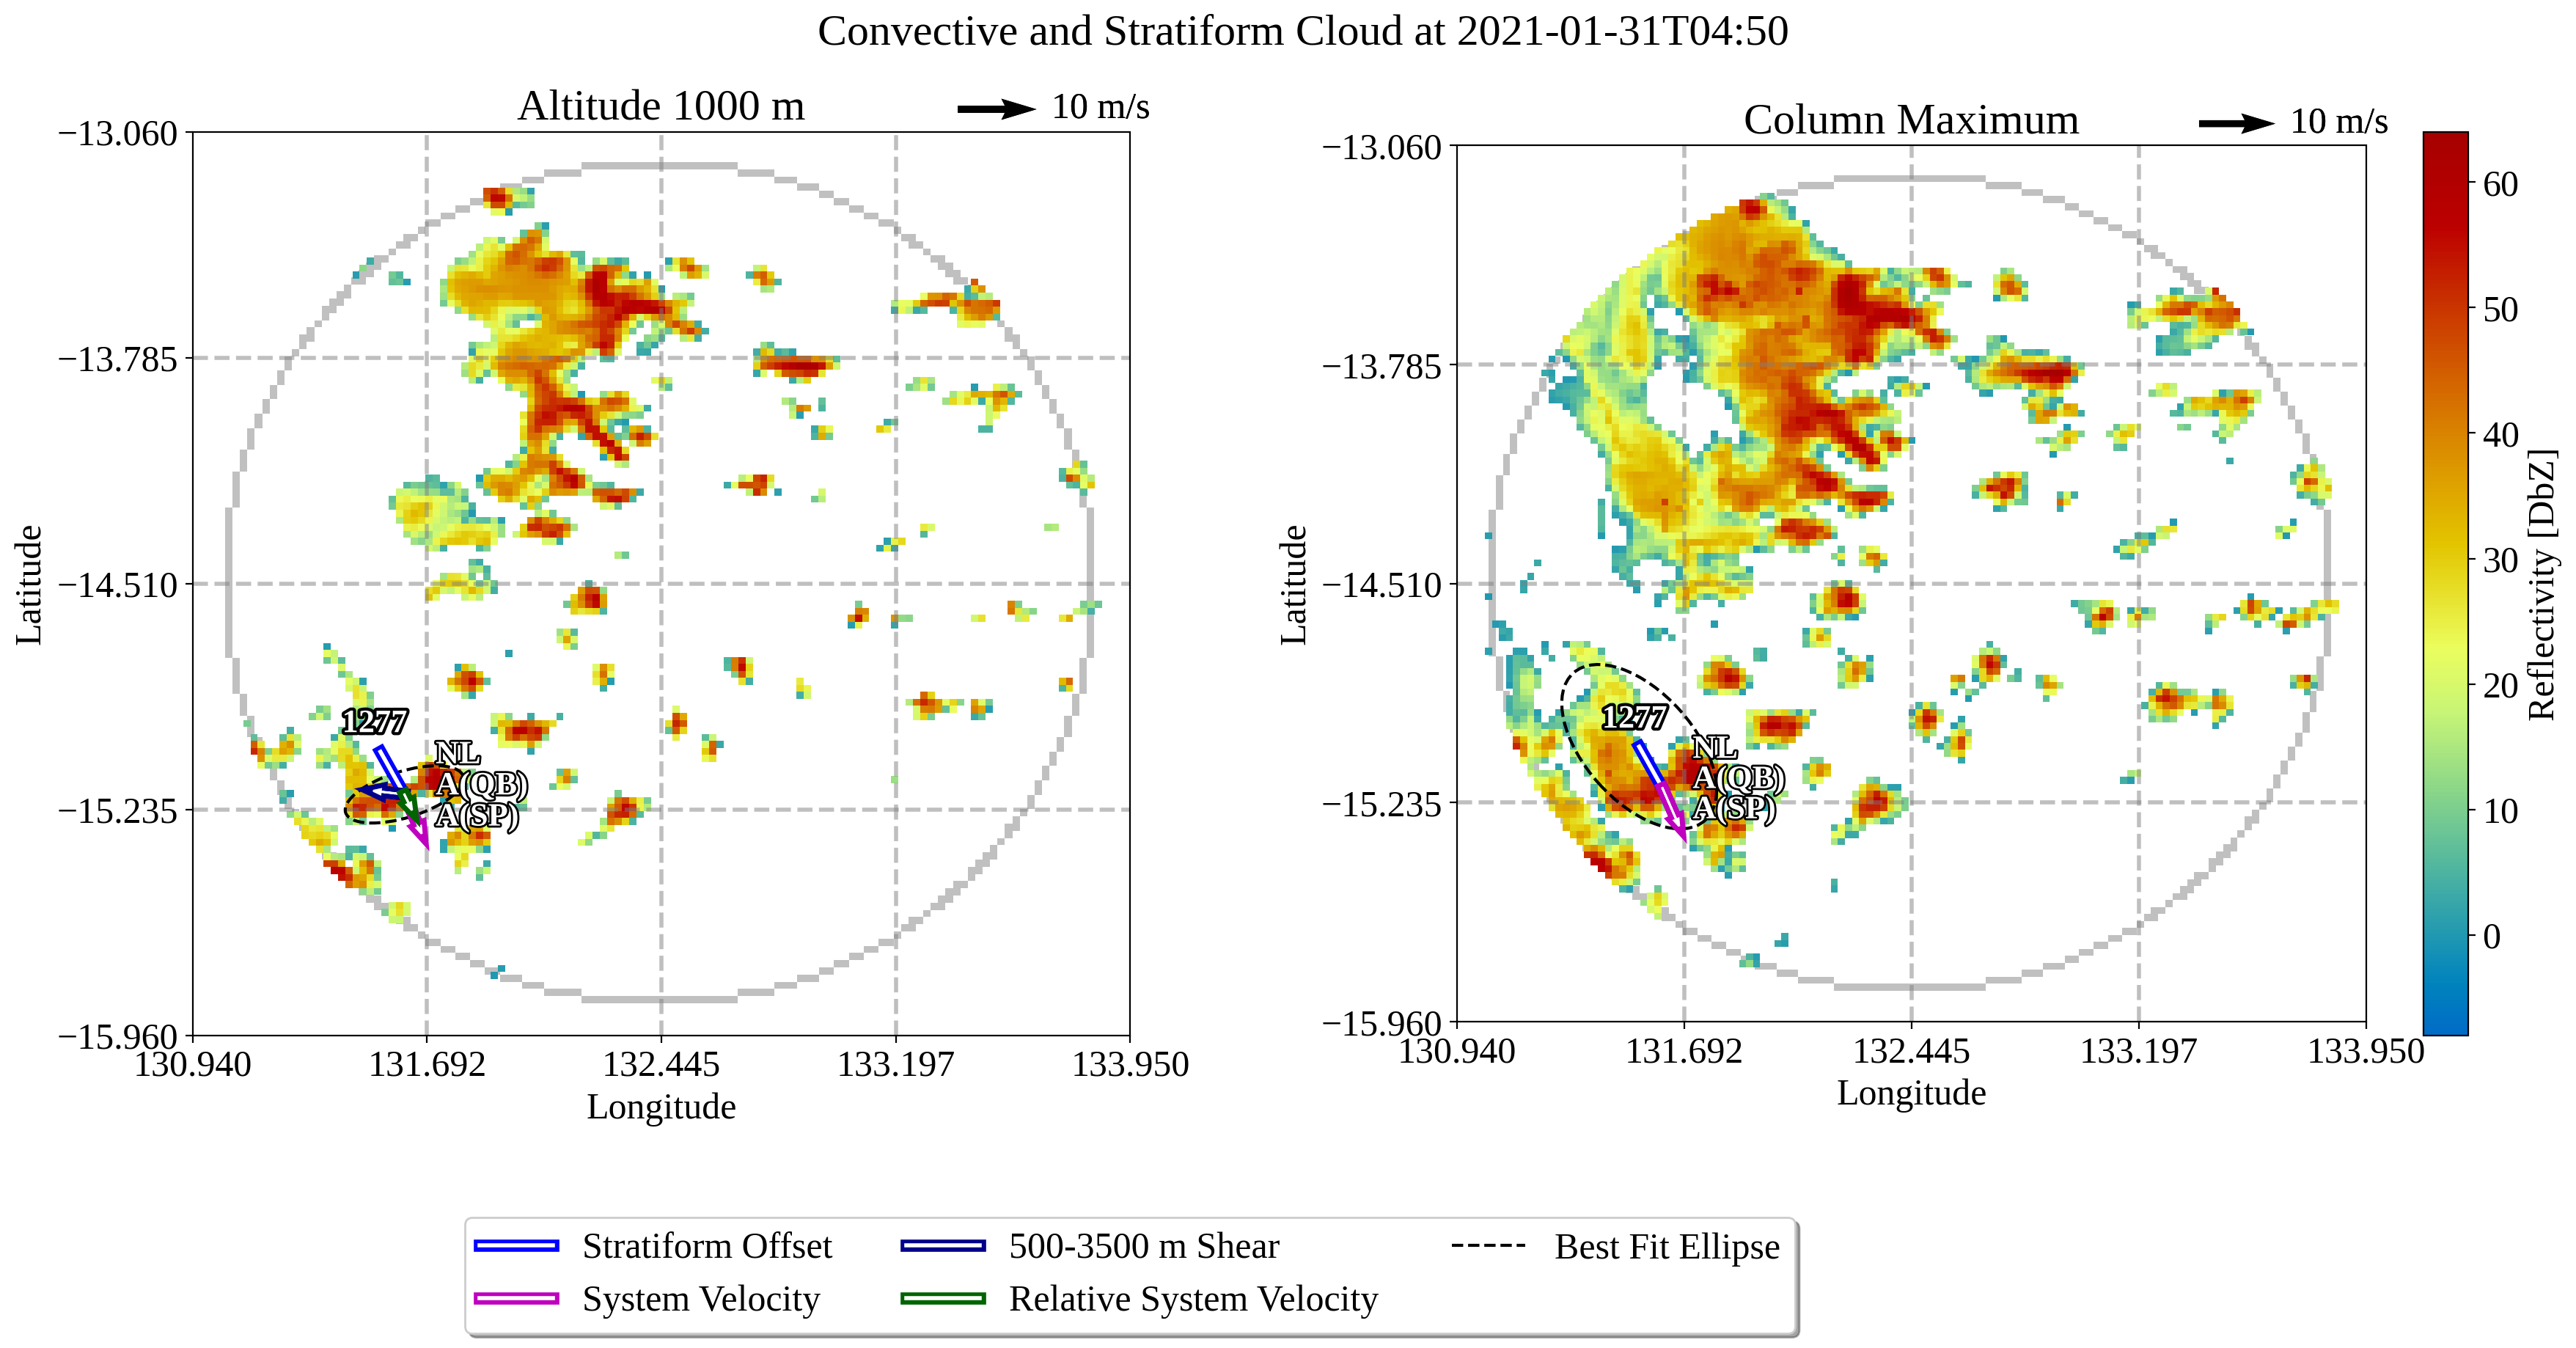 Convective and Stratiform Cloud at 2021-01-31T04:50
Altitude 1000 m
10 m/s
−13.060
−13.785
−14.510
−15.235
−15.960
Latitude
130.940
131.692
132.445
133.197
133.950
Longitude
1277
NL
A(QB)
A(SP)
Column Maximum
10 m/s
−13.060
−13.785
−14.510
−15.235
−15.960
Latitude
130.940
131.692
132.445
133.197
133.950
Longitude
1277
NL
A(QB)
A(SP)
60
50
40
30
20
10
0
Reflectivity [DbZ]
Stratiform Offset
System Velocity
500-3500 m Shear
Relative System Velocity
Best Fit Ellipse